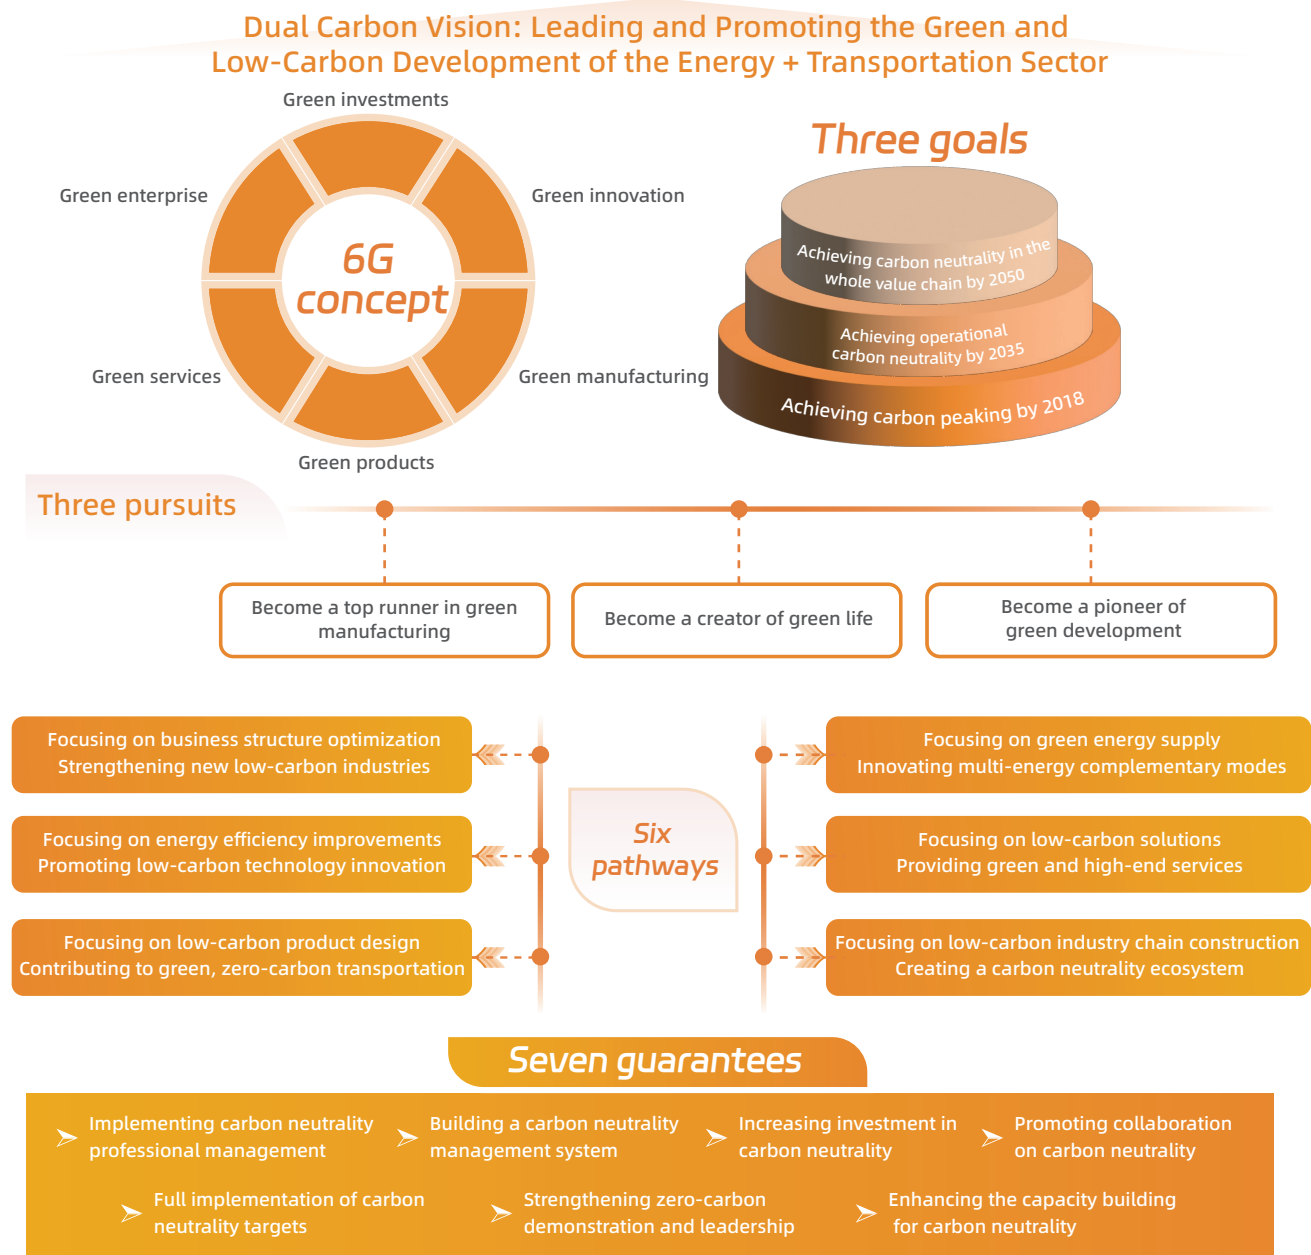 Dual Carbon Vision: Leading and Promoting the Green and
Low-Carbon Development of the Energy + Transportation Sector
Green investments
Green enterprise
Green innovation
6G
concept
Green services
Green manufacturing
Green products
Three goals
Achieving carbon neutrality in the
whole value chain by 2050
Achieving operational
carbon neutrality by 2035
Achieving carbon peaking by 2018
Three pursuits
Become a top runner in green
manufacturing
Become a creator of green life
Become a pioneer of
green development
Focusing on business structure optimization
Strengthening new low-carbon industries
Focusing on energy efficiency improvements
Promoting low-carbon technology innovation
Focusing on low-carbon product design
Contributing to green, zero-carbon transportation
Six
pathways
Focusing on green energy supply
Innovating multi-energy complementary modes
Focusing on low-carbon solutions
Providing green and high-end services
Focusing on low-carbon industry chain construction
Creating a carbon neutrality ecosystem
Seven guarantees
Implementing carbon neutrality
professional management
Building a carbon neutrality
management system
Increasing investment in
carbon neutrality
Promoting collaboration
on carbon neutrality
Full implementation of carbon
neutrality targets
Strengthening zero-carbon
demonstration and leadership
Enhancing the capacity building
for carbon neutrality